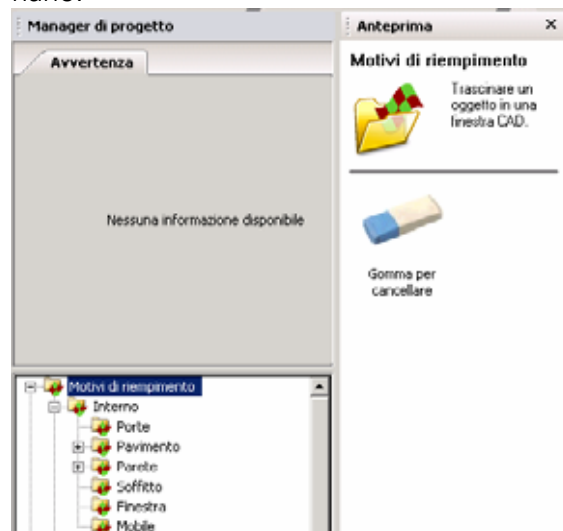 nano.
Manager di progetto
Avvertenza
Nessuna informazione disponibile
Motivi di riempimento
Interno
Porte
Pavimento
Parete
Soffitto
Finestra
Mobile
Anteprima
Motivi di riempimento
Trascinare un
oggetto in una
finestra CAD.
Gomma per
cancellare